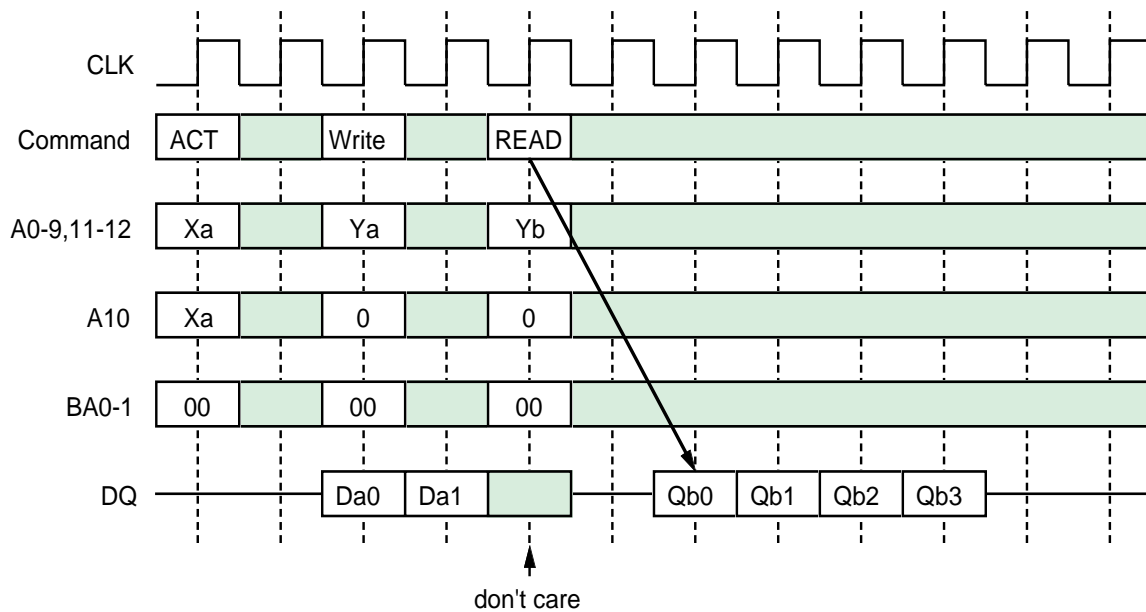 CLK
Command ACT Write READ
A0-9,11-12 Xa Ya Yb
A10 Xa 0 0
BA0-1 00 00 00
DQ Da0 Da1 Qb0 Qb1 Qb2 Qb3
don't care